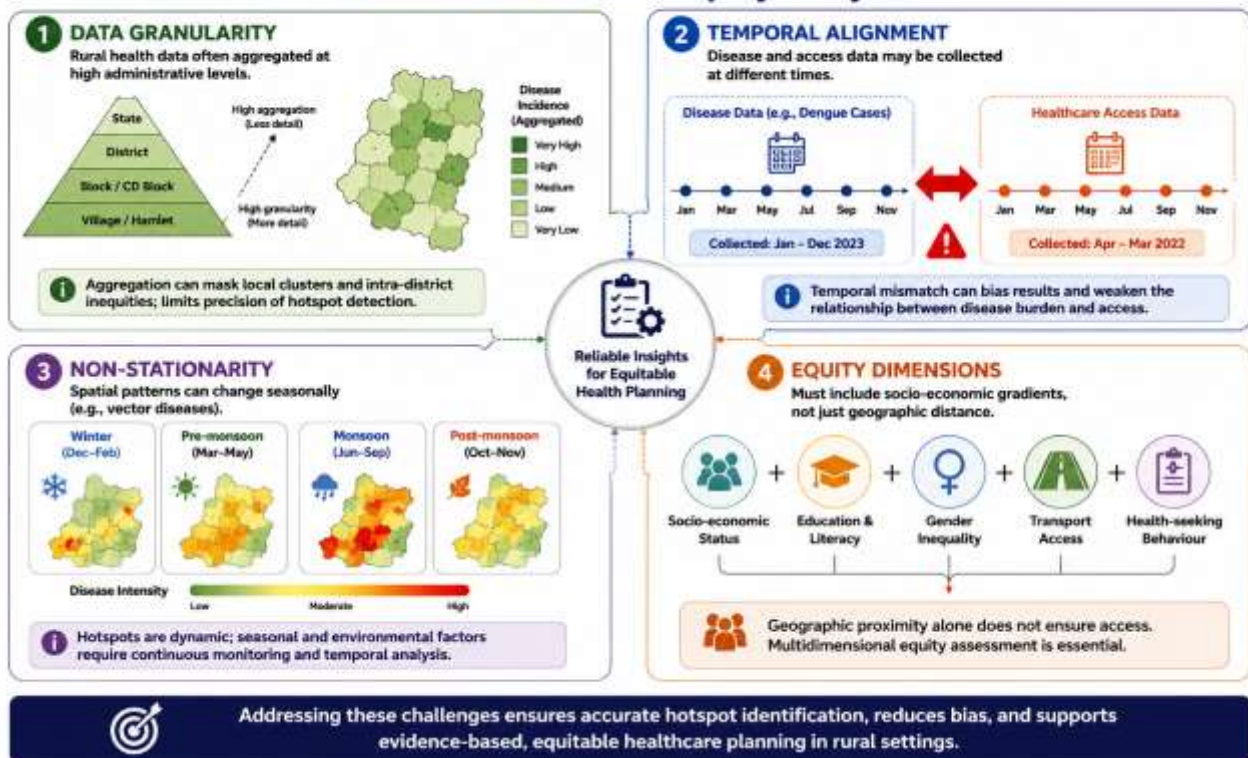 1 DATA GRANULARITY
Rural health data often aggregated at
high administrative levels.
State
District
Block / CD Block
Village / Hamlet
High aggregation
(Less detail)
High granularity
(More detail)
Disease
Incidence
(Aggregated)
Very High
High
Medium
Low
Very Low
Aggregation can mask local clusters and intra-district
inequities; limits precision of hotspot detection.
2 TEMPORAL ALIGNMENT
Disease and access data may be collected
at different times.
Disease Data (e.g., Dengue Cases)
Jan Mar May Jul Sep Nov
Collected: Jan – Dec 2023
Healthcare Access Data
Jan Mar May Jul Sep Nov
Collected: Apr – Mar 2022
Temporal mismatch can bias results and weaken the
relationship between disease burden and access.
Reliable Insights
for Equitable
Health Planning
3 NON-STATIONARITY
Spatial patterns can change seasonally
(e.g., vector diseases).
Winter
(Dec–Feb)
Pre-monsoon
(Mar–May)
Monsoon
(Jun–Sep)
Post-monsoon
(Oct–Nov)
Disease Intensity
Low Moderate High
Hotspots are dynamic; seasonal and environmental factors
require continuous monitoring and temporal analysis.
4 EQUITY DIMENSIONS
Must include socio-economic gradients,
not just geographic distance.
+ + + +
Socio-economic
Status
Education &
Literacy
Gender
Inequality
Transport
Access
Health-seeking
Behaviour
Geographic proximity alone does not ensure access.
Multidimensional equity assessment is essential.
Addressing these challenges ensures accurate hotspot identification, reduces bias, and supports
evidence-based, equitable healthcare planning in rural settings.